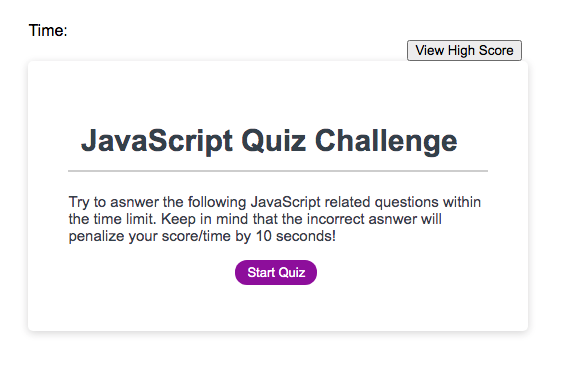 Time:
View High Score
JavaScript Quiz Challenge
Try to asnwer the following JavaScript related questions within
the time limit. Keep in mind that the incorrect asnwer will
penalize your score/time by 10 seconds!
Start Quiz